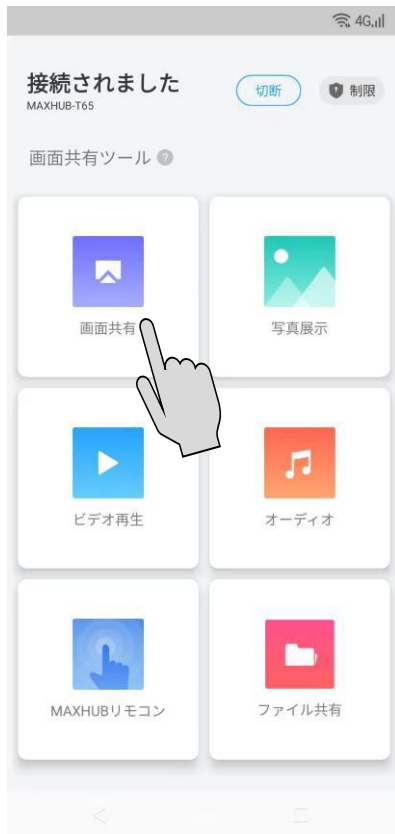 4G
接続されました
MAXHUB-T65
切断
制限
画面共有ツール ?
画面共有
写真展示
ビデオ再生
オーディオ
MAXHUBリモコン
ファイル共有